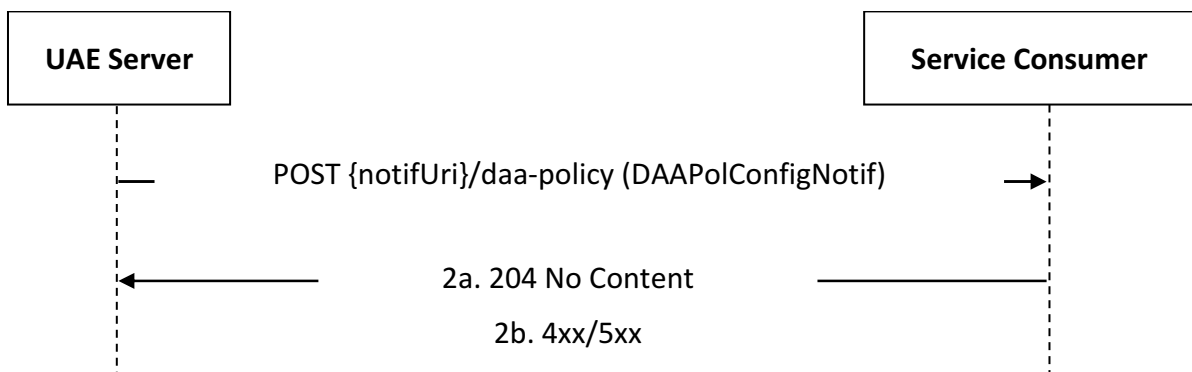 UAE Server
Service Consumer
POST {notifUri}/daa-policy (DAAPolConfigNotif)
2a. 204 No Content
2b. 4xx/5xx